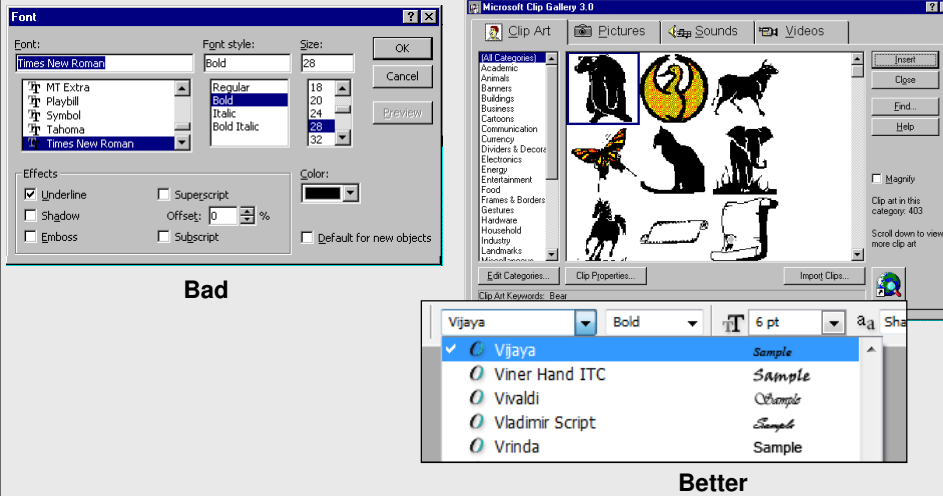 Font
Font:
Font style:
Size:
Times New Roman
Bold
28
OK
Cancel
Preview
MT Extra
Playbill
Symbol
Tahoma
Times New Roman
Regular
Bold
Italic
Bold Italic
18
20
24
28
32
Effects
Underline
Shadow
Emboss
Superscript
Offset: 0 %
Subscript
Color:
Default for new objects
Bad
Microsoft Clip Gallery 3.0
Clip Art
Pictures
Sounds
Videos
(All Categories)
Academic
Animals
Banners
Buildings
Business
Cartoons
Communication
Currency
Dividers & Decora
Electronics
Energy
Entertainment
Food
Frames & Borders
Gestures
Hardware
Household
Industry
Landmarks
Insert
Close
Find...
Help
Magnify
Clip art in this
category: 403
Scroll down to view
more clip art
Edit Categories...
Clip Properties...
Import Clips...
Clip Art Keywords: Bear
Vijaya
Bold
6 pt
aa Sha
Vijaya Sample
Viner Hand ITC Sample
Vivaldi Sample
Vladimir Script Sample
Vrinda Sample
Better